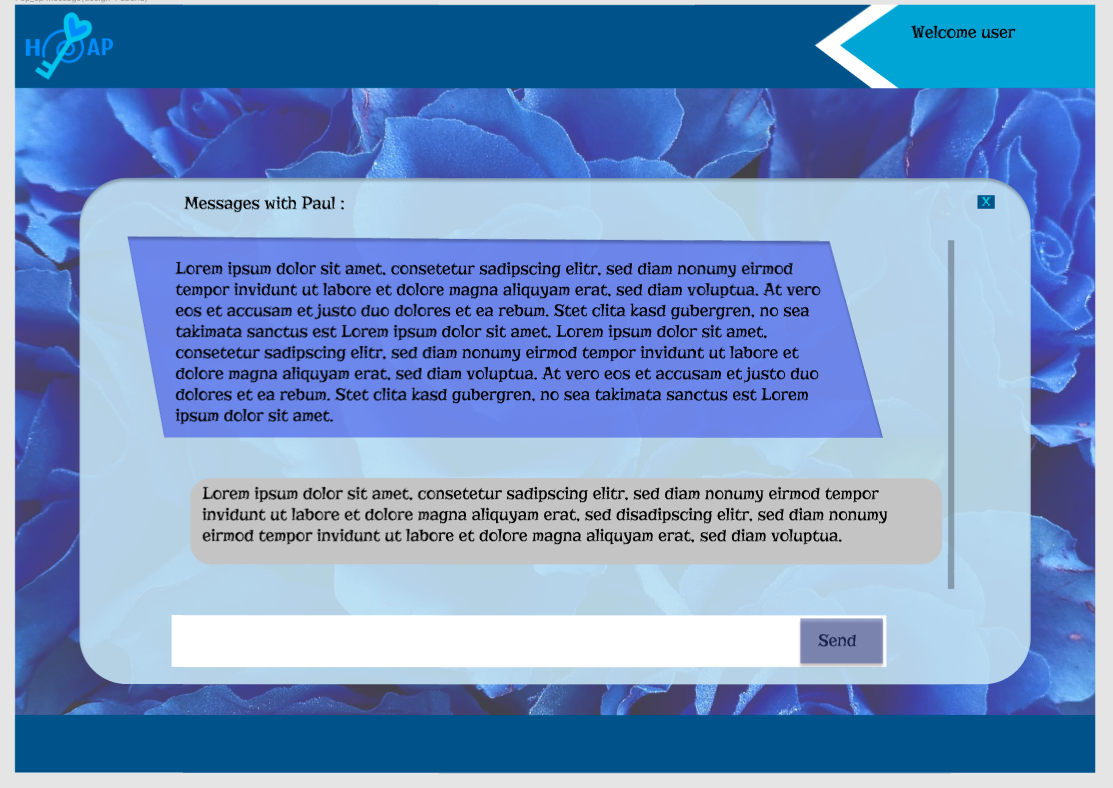 HOAP
Welcome user
Messages with Paul :
X
Lorem ipsum dolor sit amet, consetetur sadipscing elitr, sed diam nonumy eirmod
tempor invidunt ut labore et dolore magna aliquyam erat, sed diam voluptua. At vero
eos et accusam et justo duo dolores et ea rebum. Stet clita kasd gubergren, no sea
takimata sanctus est Lorem ipsum dolor sit amet. Lorem ipsum dolor sit amet,
consetetur sadipscing elitr, sed diam nonumy eirmod tempor invidunt ut labore et
dolore magna aliquyam erat, sed diam voluptua. At vero eos et accusam et justo duo
dolores et ea rebum. Stet clita kasd gubergren, no sea takimata sanctus est Lorem
ipsum dolor sit amet.
Lorem ipsum dolor sit amet, consetetur sadipscing elitr, sed diam nonumy eirmod tempor
invidunt ut labore et dolore magna aliquyam erat, sed disadipscing elitr, sed diam nonumy
eirmod tempor invidunt ut labore et dolore magna aliquyam erat, sed diam voluptua.
Send